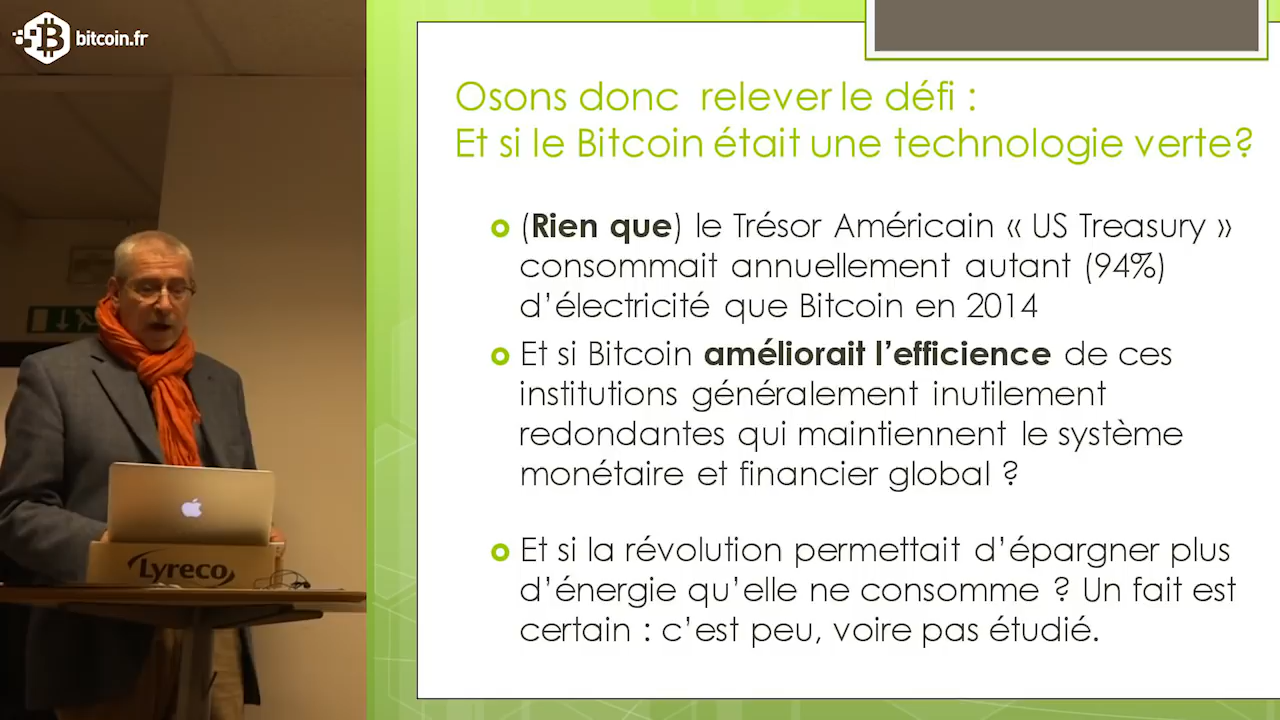 bitcoin.fr
Osons donc relever le défi :
Et si le Bitcoin était une technologie verte?
(Rien que) le Trésor Américain « US Treasury »
consommait annuellement autant (94%)
d’électricité que Bitcoin en 2014
Et si Bitcoin améliorait l’efficience de ces
institutions généralement inutilement
redondantes qui maintiennent le système
monétaire et financier global ?
Et si la révolution permettait d’épargner plus
d’énergie qu’elle ne consomme ? Un fait est
certain : c’est peu, voire pas étudié.
Lyreco